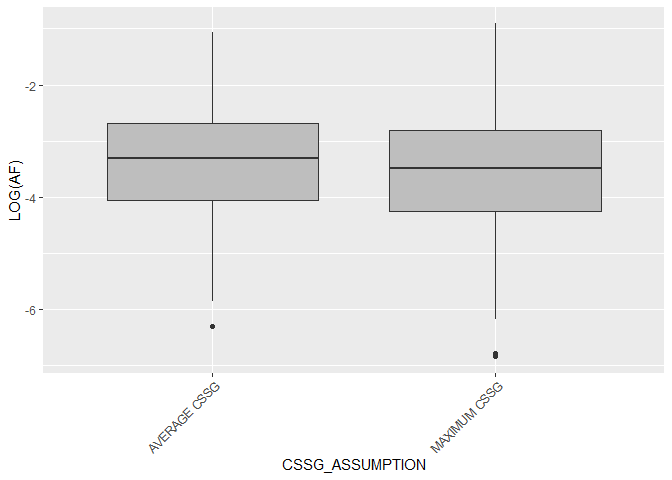 LOG(AF)
-2
-4
-6
AVERAGE CSSG
MAXIMUM CSSG
CSSG_ASSUMPTION